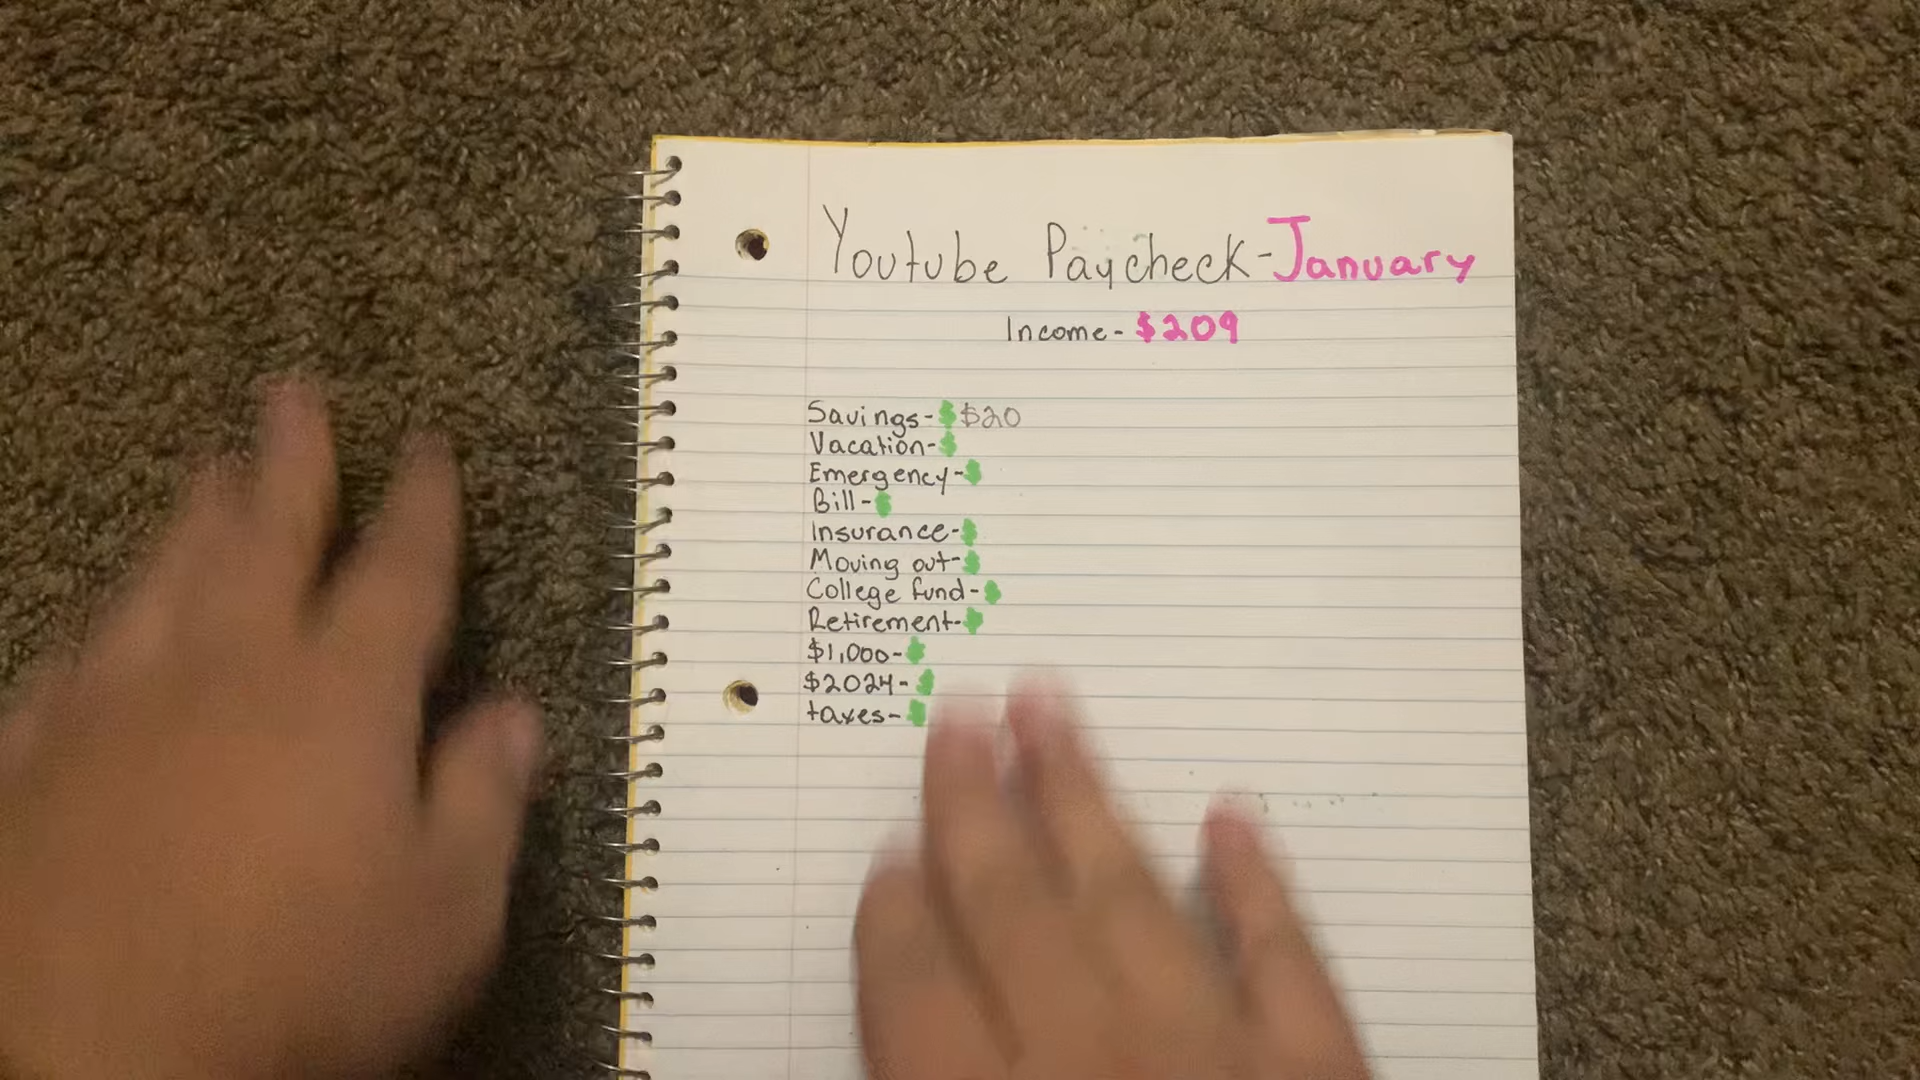 Youtube Paycheck-January
Income-$209
Savings-$ $20
Vacation-$
Emergency-$
Bill-$
Insurance-$
Moving out-$
College fund-$
Retirement-$
$1,000-$
$2024-$
taxes-$